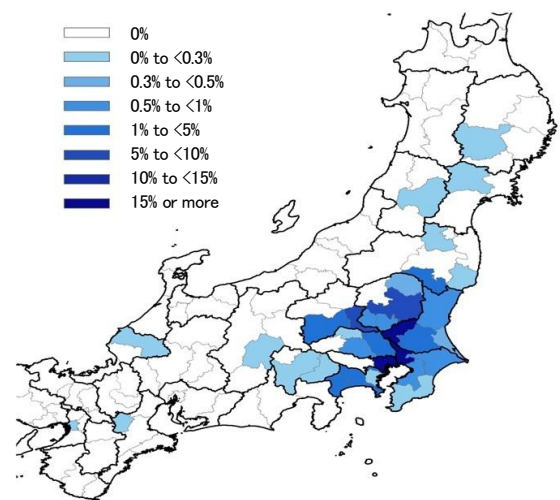 0%
0% to <0.3%
0.3% to <0.5%
0.5% to <1%
1% to <5%
5% to <10%
10% to <15%
15% or more